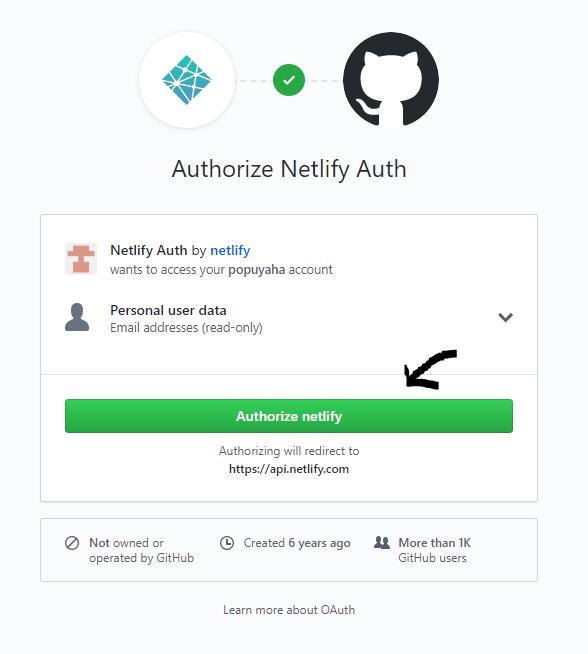 Authorize Netlify Auth
Netlify Auth by netlify
wants to access your popuyaha account
Personal user data
Email addresses (read-only)
Authorize netlify
Authorizing will redirect to
https://api.netlify.com
Not owned or
operated by GitHub
Created 6 years ago
More than 1K
GitHub users
Learn more about OAuth